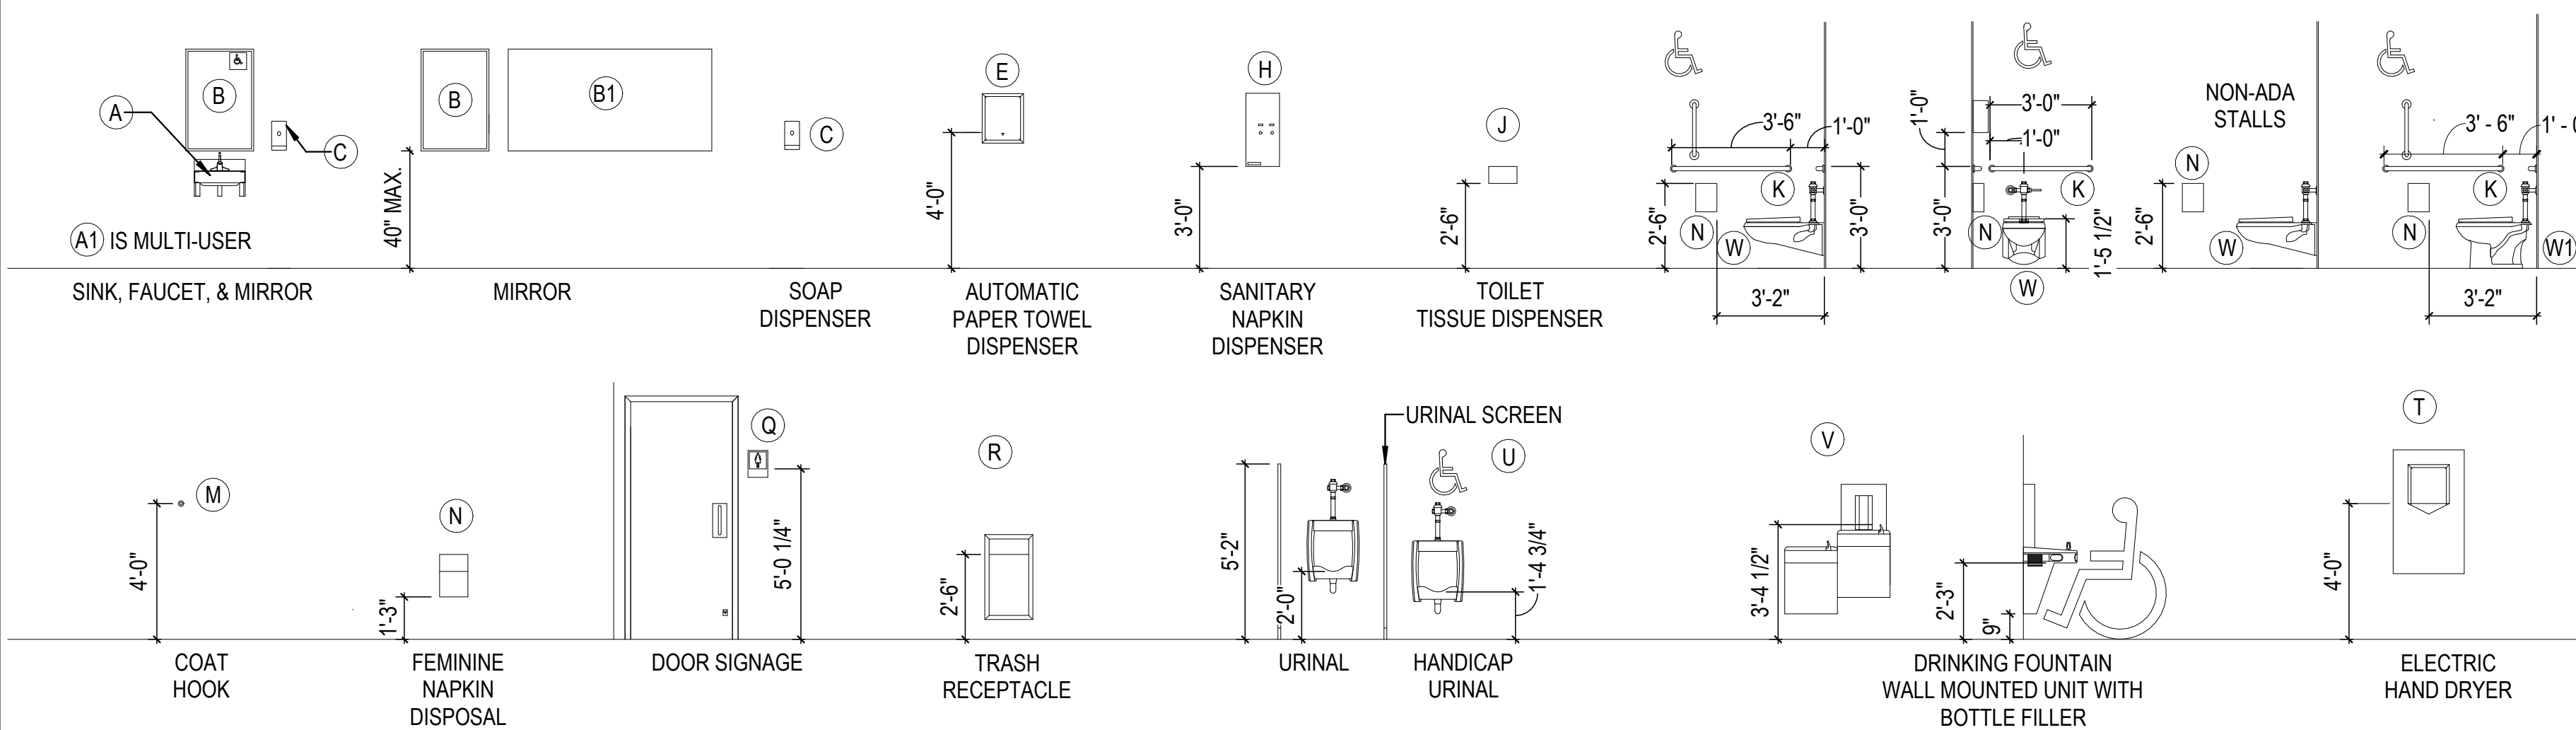 A
B
C
A1 IS MULTI-USER
SINK, FAUCET, & MIRROR
B
B1
40" MAX.
MIRROR
C
SOAP
DISPENSER
E
4'-0"
AUTOMATIC
PAPER TOWEL
DISPENSER
H
3'-0"
SANITARY
NAPKIN
DISPENSER
J
2'-6"
TOILET
TISSUE DISPENSER
3'-6"
1'-0"
2'-6"
N
W
K
3'-0"
3'-2"
1'-0"
3'-0"
1'-0"
3'-0"
N
K
1'-5 1/2"
W
NON-ADA
STALLS
N
2'-6"
W
3' - 6"
K
N
W1
3'-2"
M
4'-0"
COAT
HOOK
N
1'-3"
FEMININE
NAPKIN
DISPOSAL
Q
5'-0 1/4"
DOOR SIGNAGE
R
2'-6"
TRASH
RECEPTACLE
URINAL SCREEN
U
5'-2"
2'-0"
1'-4 3/4"
URINAL
HANDICAP
URINAL
V
3'-4 1/2"
2'-3"
9"
DRINKING FOUNTAIN
WALL MOUNTED UNIT WITH
BOTTLE FILLER
T
4'-0"
ELECTRIC
HAND DRYER